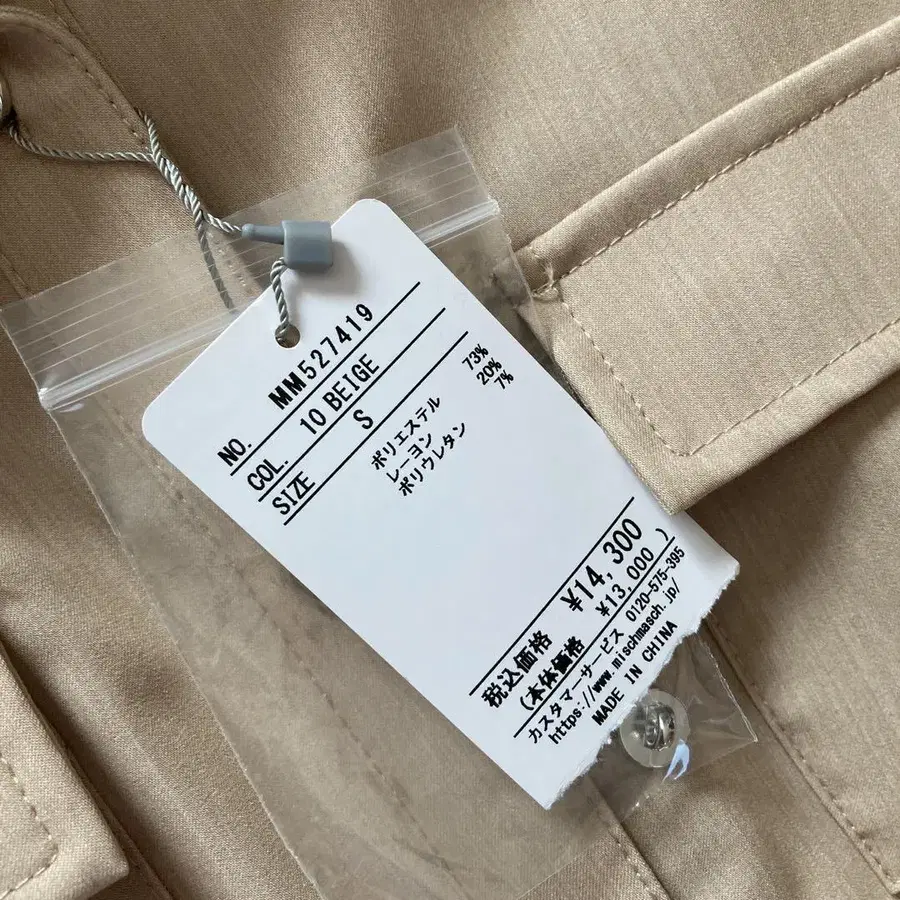 NO. MM527419
COL. 10 BEIGE
SIZE S
ポリエステル 73%
レーヨン 20%
ポリウレタン 7%
税込価格 ¥14,300
(本体価格 ¥13,000 )
カスタマーサービス 0120-575-395
https://www.mischmasch.jp/
MADE IN CHINA